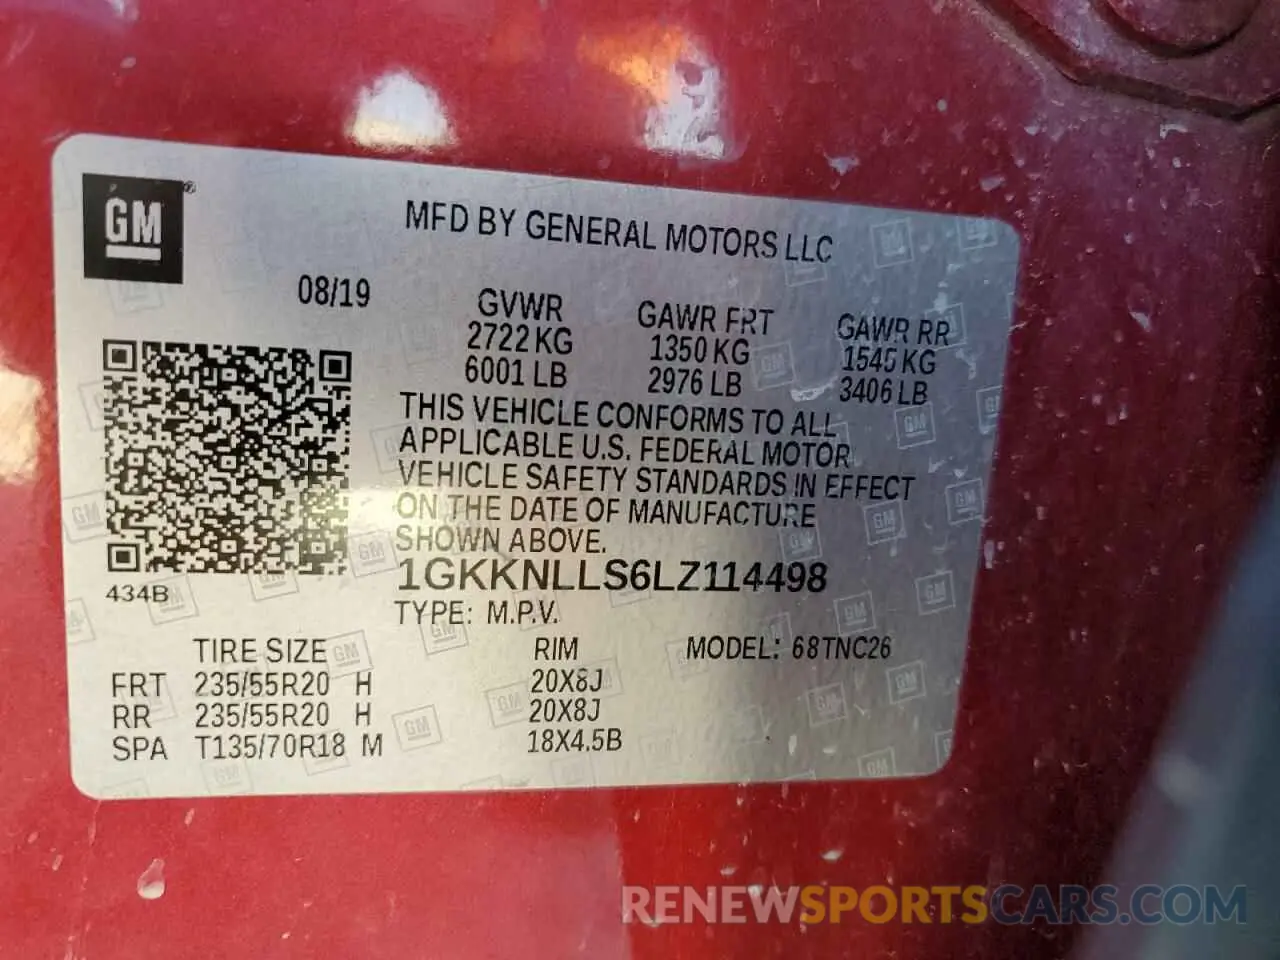 GM ®
MFD BY GENERAL MOTORS LLC
08/19
GVWR GAWR FRT GAWR RR
2722 KG 1350 KG 1545 KG
6001 LB 2976 LB 3406 LB
THIS VEHICLE CONFORMS TO ALL
APPLICABLE U.S. FEDERAL MOTOR
VEHICLE SAFETY STANDARDS IN EFFECT
ON THE DATE OF MANUFACTURE
SHOWN ABOVE.
1GKKNLLS6LZ114498
434B
TYPE: M.P.V.
TIRE SIZE RIM MODEL: 68TNC26
FRT 235/55R20 H 20X8J
RR 235/55R20 H 20X8J
SPA T135/70R18 M 18X4.5B
RENEWSPORTSCARS.COM